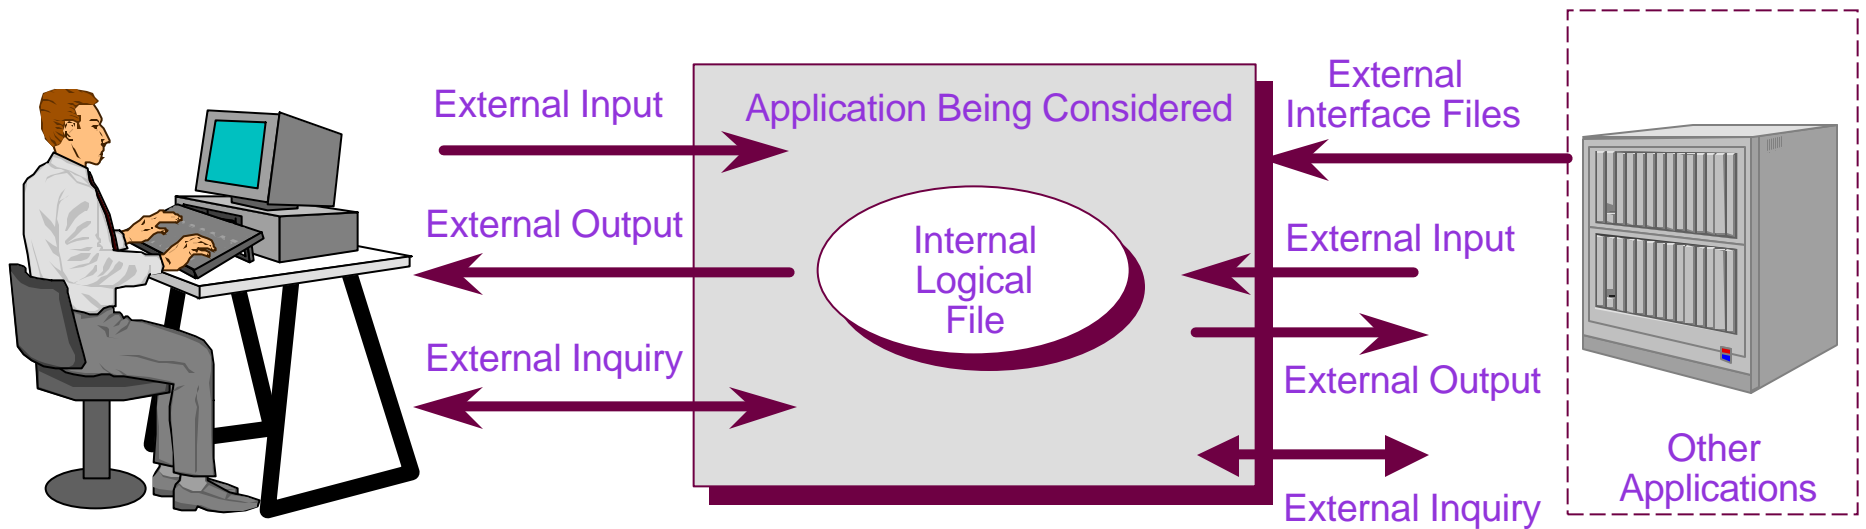 External Input
External Output
External Inquiry
Application Being Considered
Internal
Logical
File
External
Interface Files
External Input
External Output
External Inquiry
Other
Applications